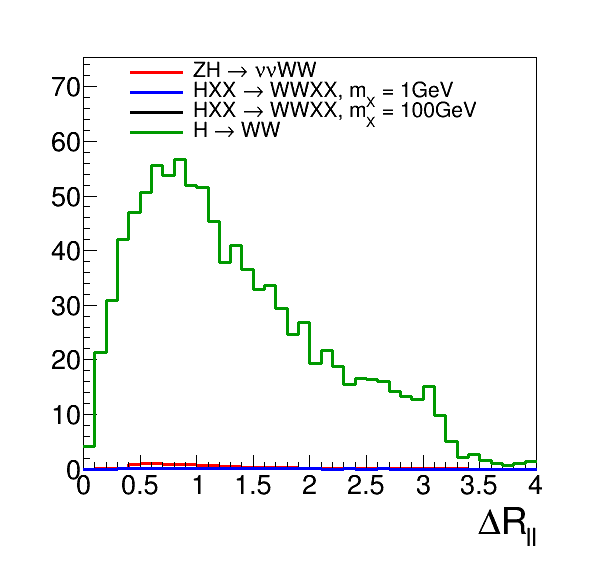 ZH → ννWW
HXX → WWXX, m_X = 1GeV
HXX → WWXX, m_X = 100GeV
H → WW
70
60
50
40
30
20
10
0
0 0.5 1 1.5 2 2.5 3 3.5 4
ΔR_ll